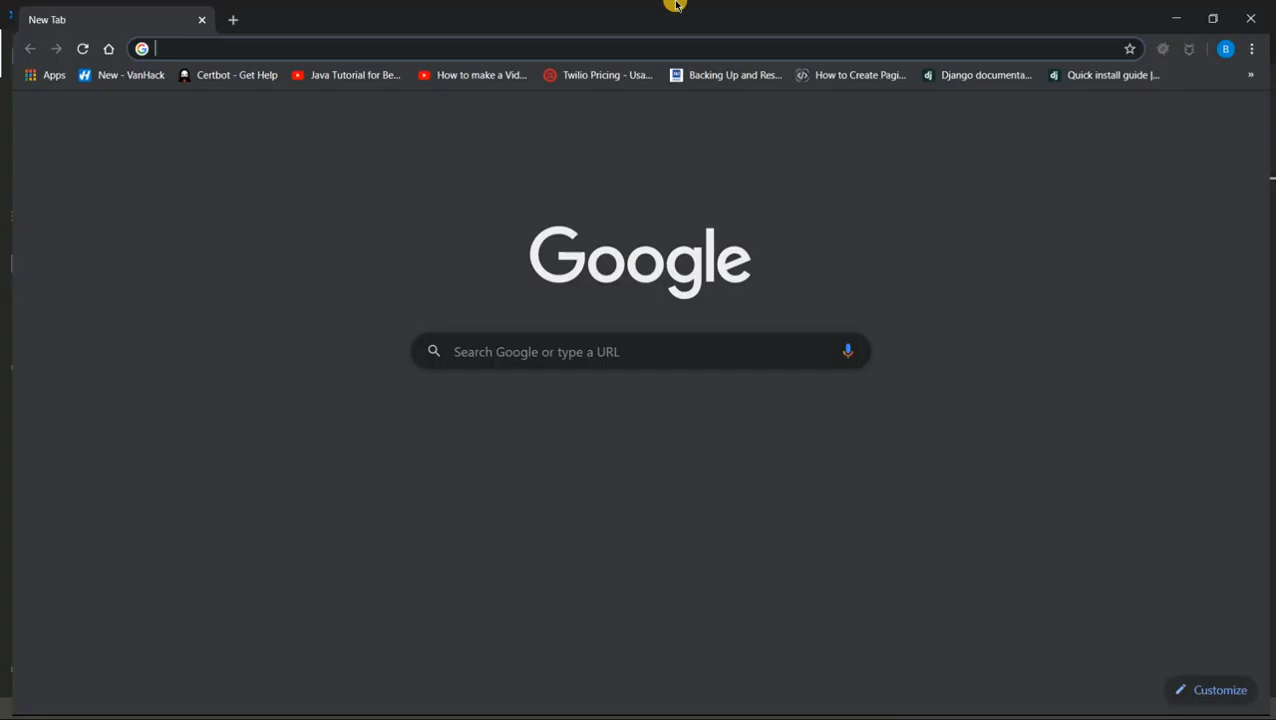 New Tab
Apps New - VanHack Certbot - Get Help Java Tutorial for Be... How to make a Vid... Twilio Pricing - Usa... Backing Up and Res... How to Create Pagi... Django documenta... Quick install guide |... »
B
Google
Search Google or type a URL
Customize